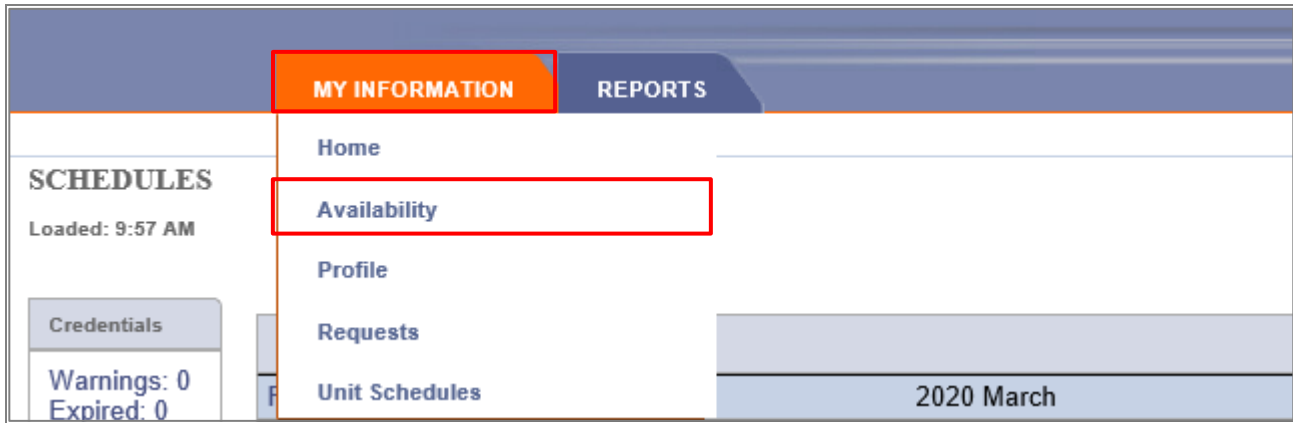 MY INFORMATION REPORTS
Home
SCHEDULES
Availability
Loaded: 9:57 AM
Profile
Credentials
Requests
Warnings: 0
Unit Schedules
2020 March
Expired: 0